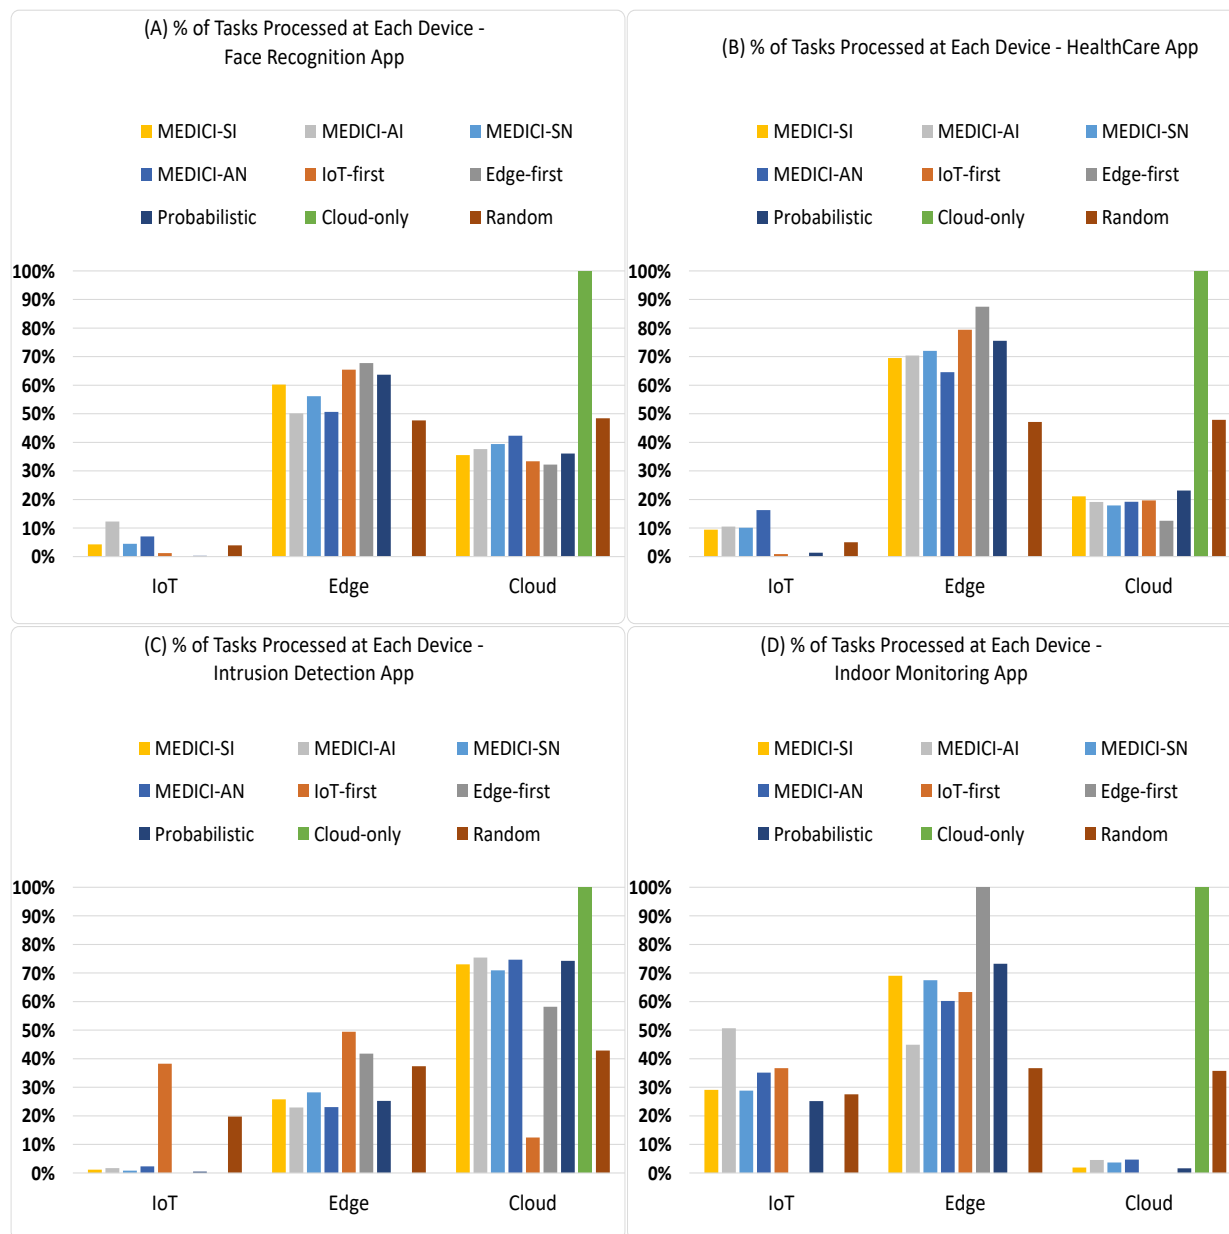 (A) % of Tasks Processed at Each Device -
Face Recognition App
MEDICI-SI MEDICI-AI MEDICI-SN
MEDICI-AN IoT-first Edge-first
Probabilistic Cloud-only Random
100%
90%
80%
70%
60%
50%
40%
30%
20%
10%
0%
IoT Edge Cloud
(B) % of Tasks Processed at Each Device - HealthCare App
MEDICI-SI MEDICI-AI MEDICI-SN
MEDICI-AN IoT-first Edge-first
Probabilistic Cloud-only Random
100%
90%
80%
70%
60%
50%
40%
30%
20%
10%
0%
IoT Edge Cloud
(C) % of Tasks Processed at Each Device -
Intrusion Detection App
MEDICI-SI MEDICI-AI MEDICI-SN
MEDICI-AN IoT-first Edge-first
Probabilistic Cloud-only Random
100%
90%
80%
70%
60%
50%
40%
30%
20%
10%
0%
IoT Edge Cloud
(D) % of Tasks Processed at Each Device -
Indoor Monitoring App
MEDICI-SI MEDICI-AI MEDICI-SN
MEDICI-AN IoT-first Edge-first
Probabilistic Cloud-only Random
100%
90%
80%
70%
60%
50%
40%
30%
20%
10%
0%
IoT Edge Cloud